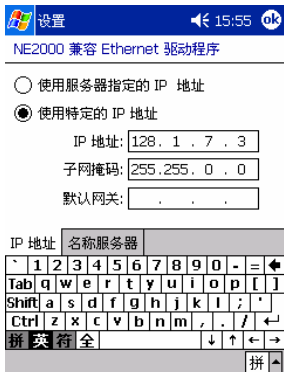 设置 15:55 ok
NE2000 兼容 Ethernet 驱动程序
使用服务器指定的 IP 地址
使用特定的 IP 地址
IP 地址: 128. 1 . 7 . 3
子网掩码: 255.255. 0 . 0
默认网关: . . .
IP 地址 名称服务器
` 1 2 3 4 5 6 7 8 9 0 - =
Tab q w e r t y u i o p [ ]
Shift a s d f g h j k l ; '
Ctrl z x c v b n m , . /
拼 英 符 全
拼